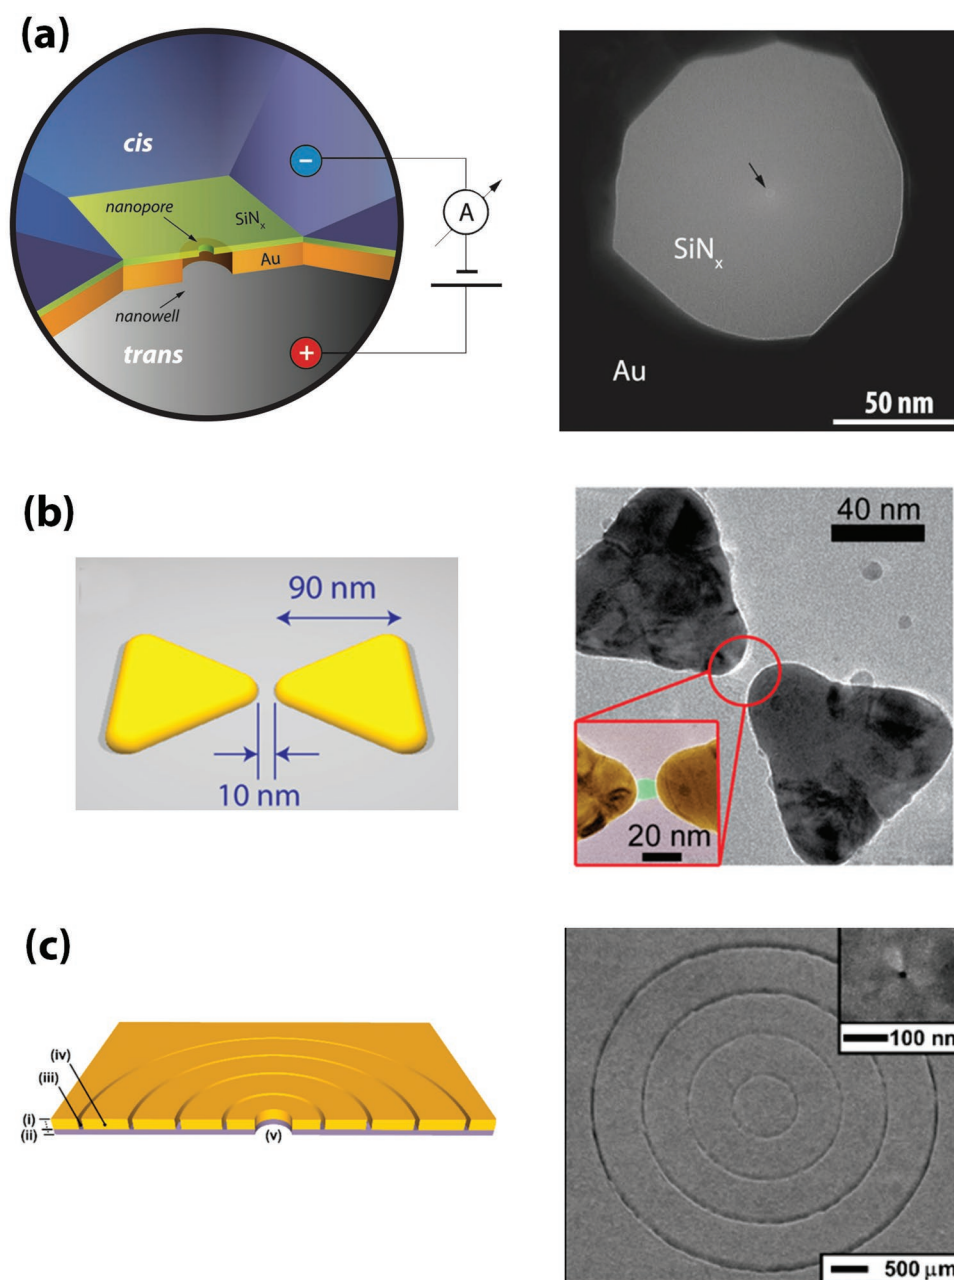 (a)
cis
−
nanopore
SiNx
A
Au
nanowell
trans
+
SiNx
Au
50 nm
(b)
90 nm
10 nm
40 nm
20 nm
(c)
(iv)
(iii)
(i)
(ii)
(v)
100 nm
500 μm